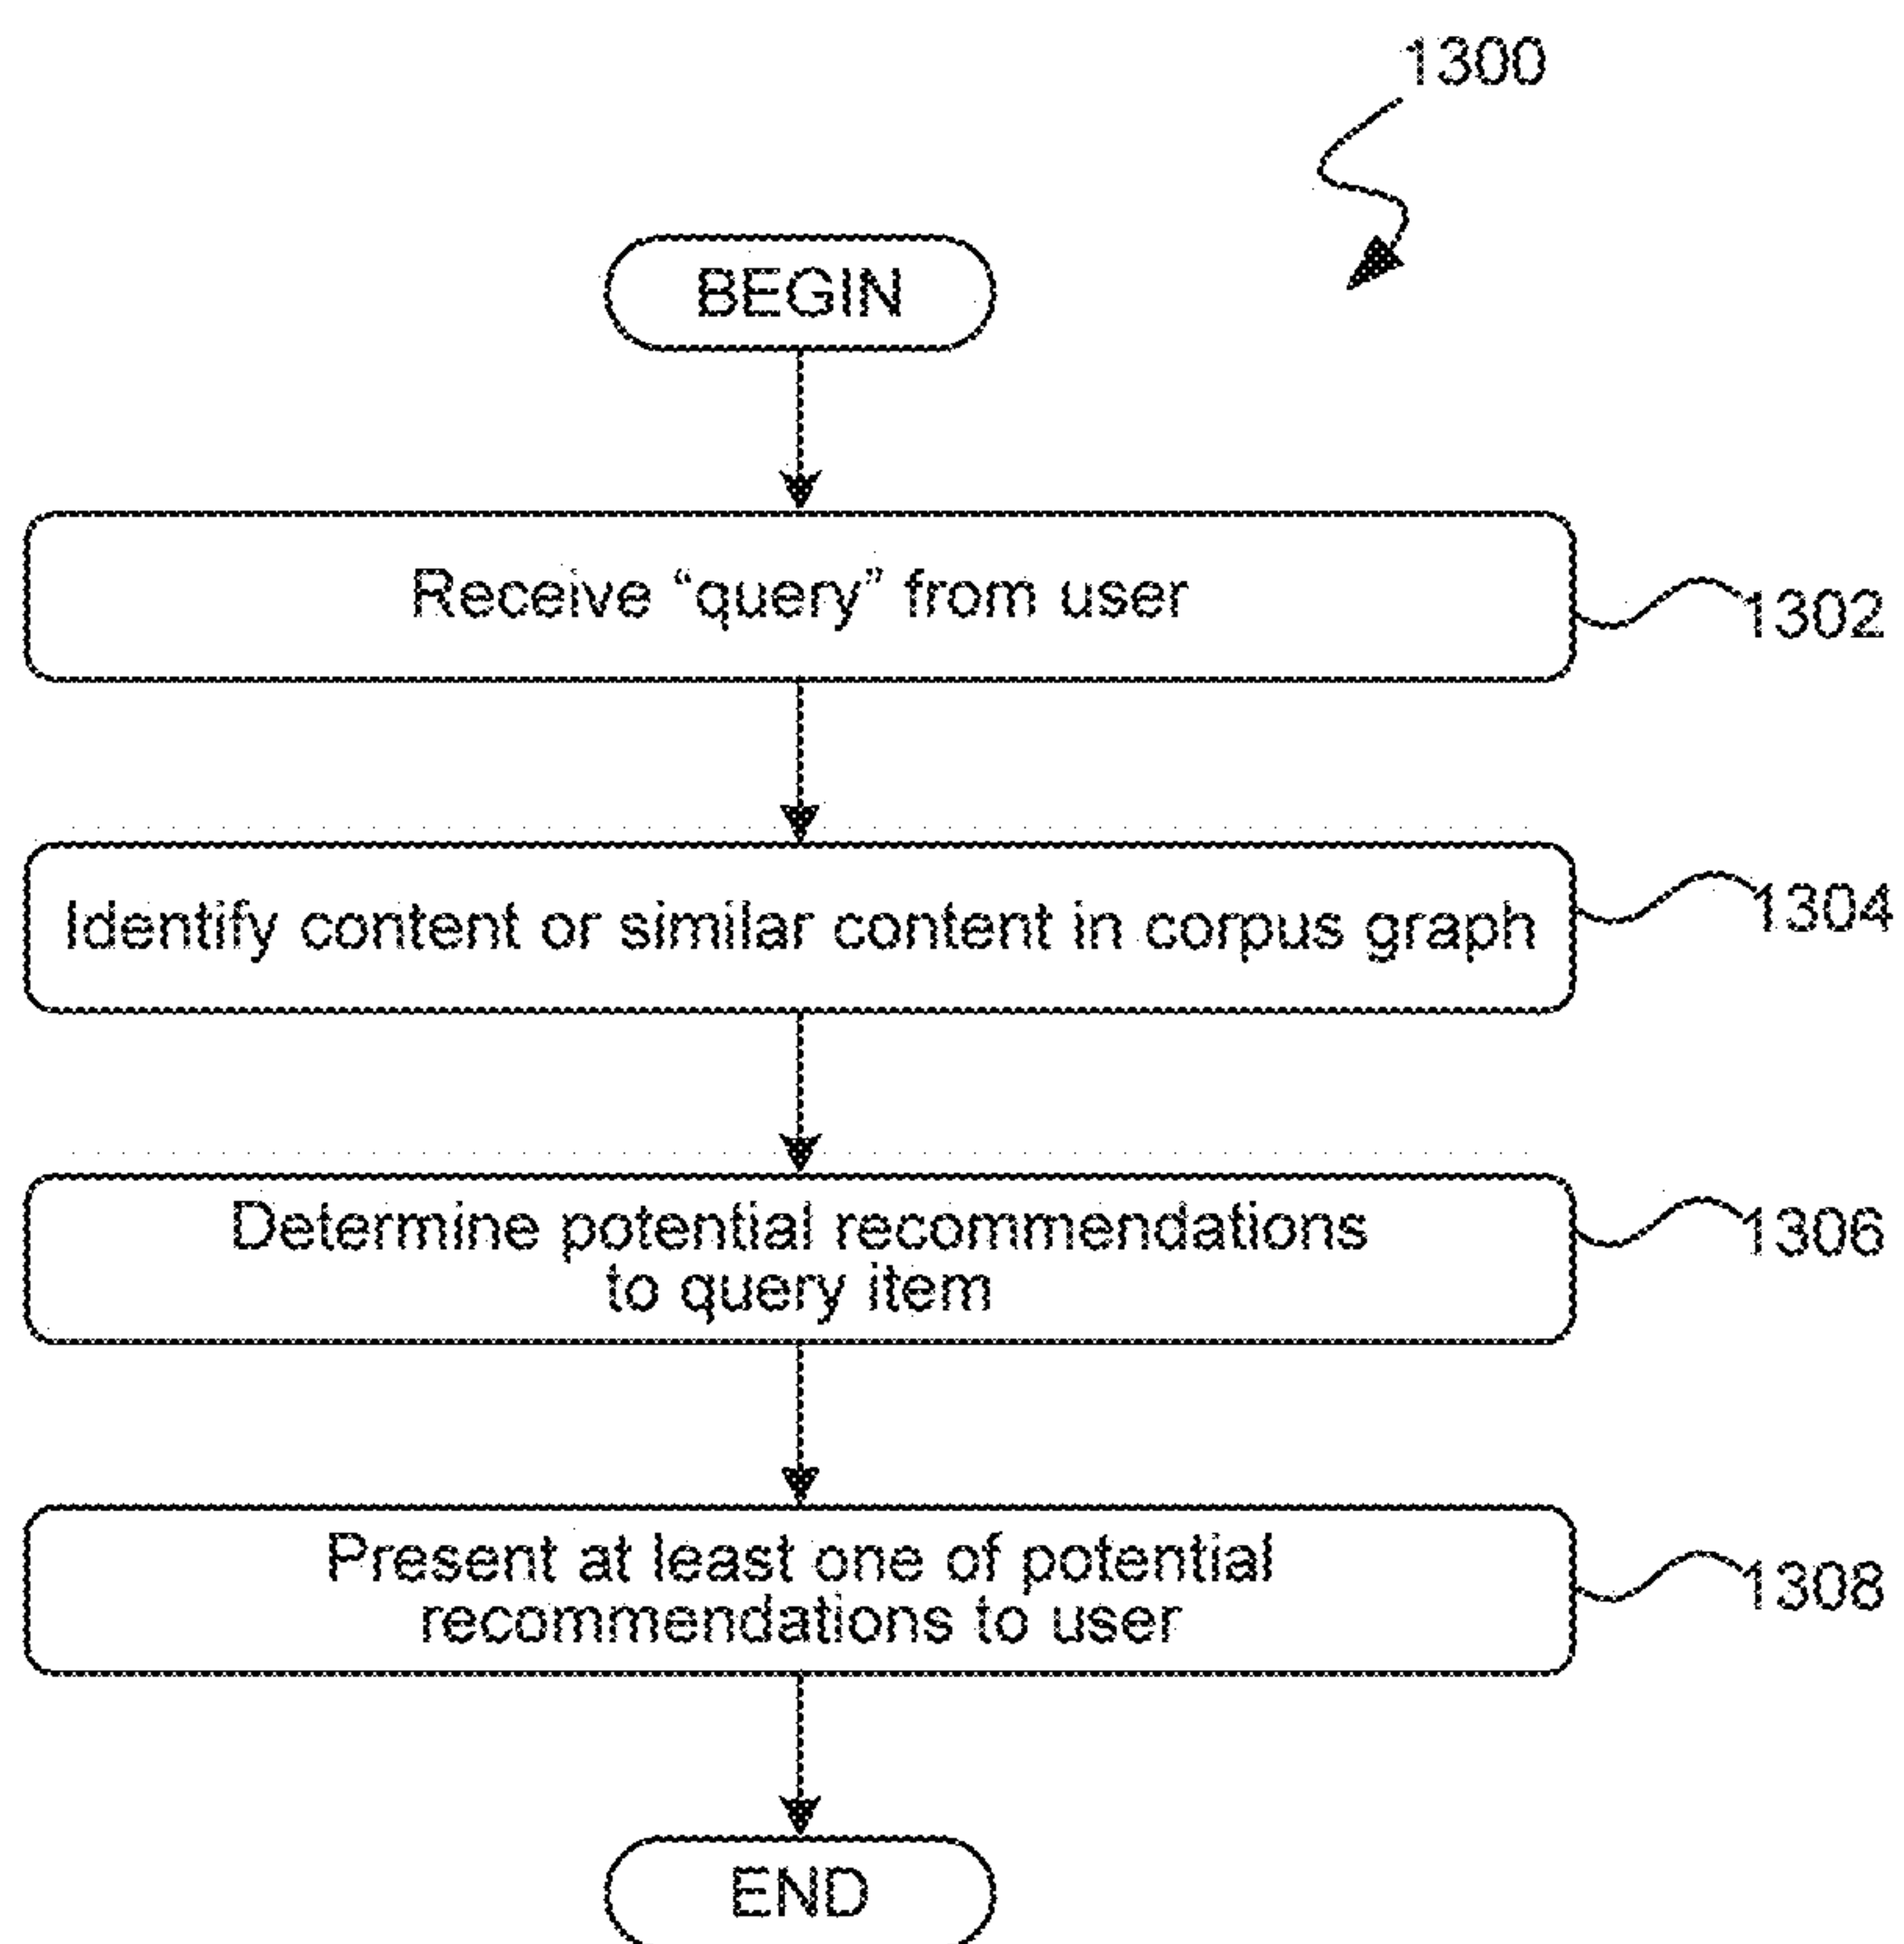 1300
BEGIN
Receive “query” from user
1302
Identify content or similar content in corpus graph
1304
Determine potential recommendations
to query item
1306
Present at least one of potential
recommendations to user
1308
END